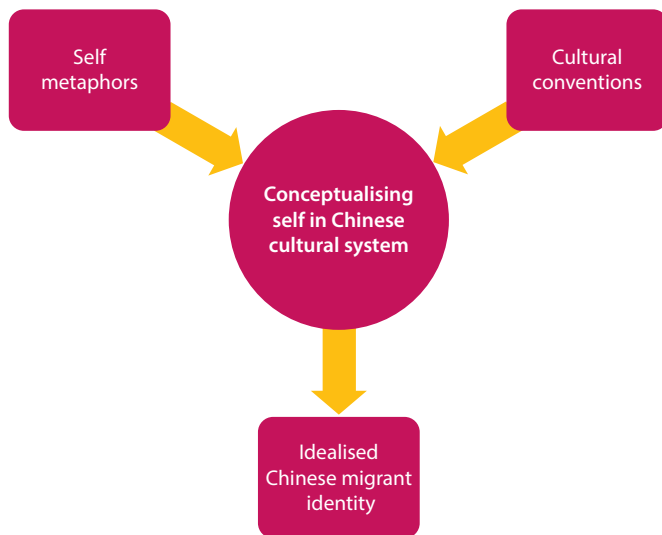 Self
metaphors
Cultural
conventions
Conceptualising
self in Chinese
cultural system
Idealised
Chinese migrant
identity